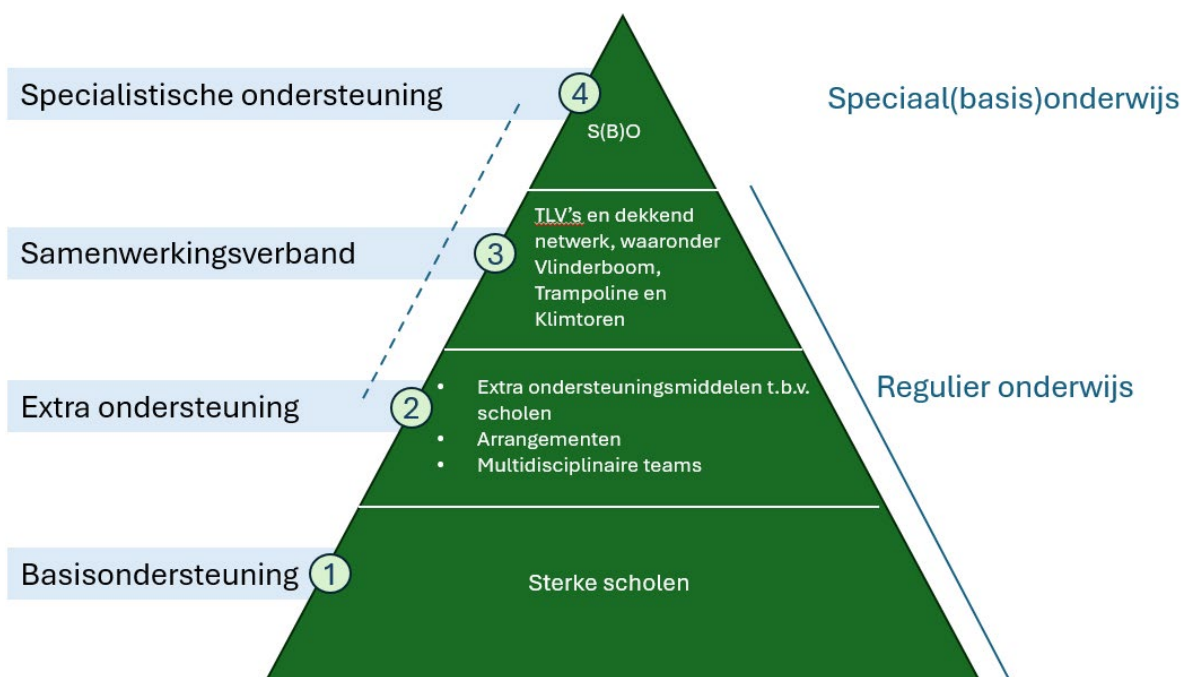 Specialistische ondersteuning
4
S(B)O
Speciaal(basis)onderwijs
Samenwerkingsverband
3
TLV's en dekkend
netwerk, waaronder
Vlinderboom,
Trampoline en
Klimtoren
Extra ondersteuning
2
• Extra ondersteuningsmiddelen t.b.v.
scholen
• Arrangementen
• Multidisciplinaire teams
Regulier onderwijs
Basisondersteuning
1
Sterke scholen